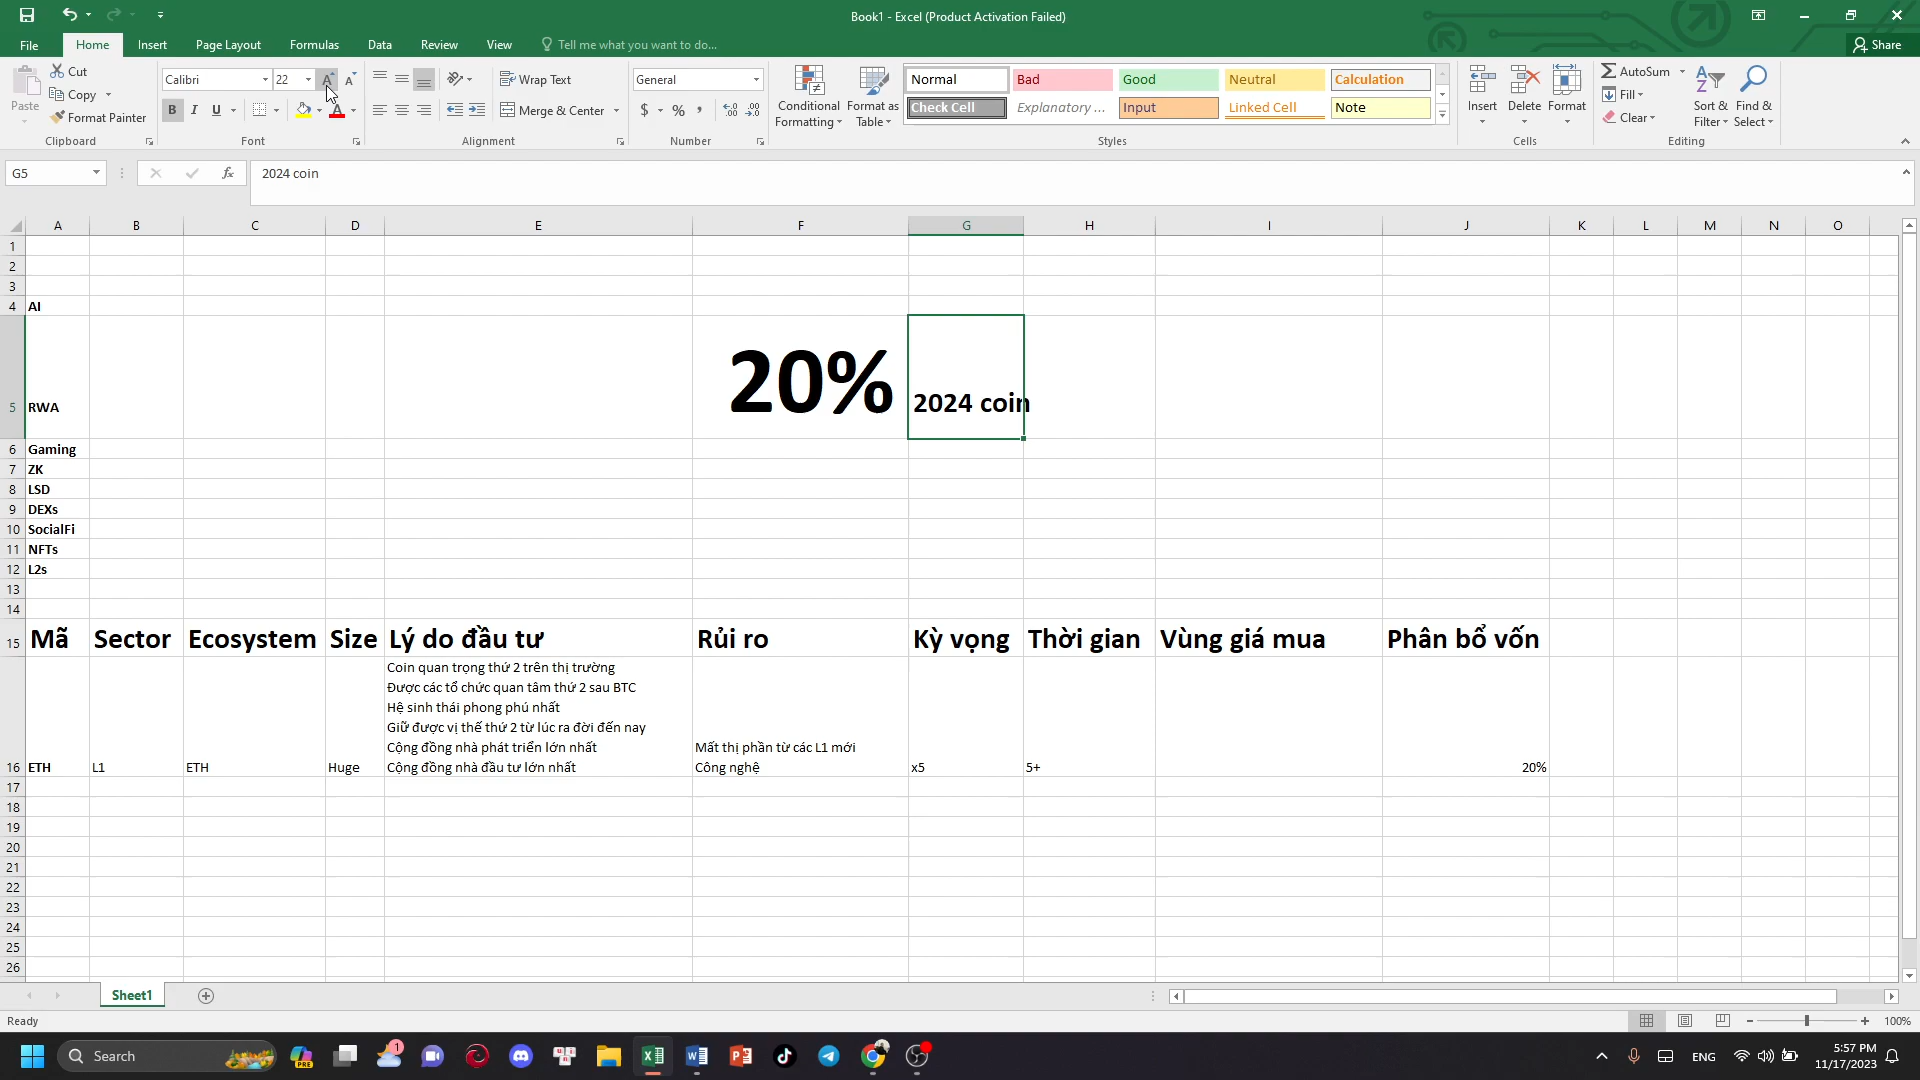 Book1 - Excel (Product Activation Failed)
File Home Insert Page Layout Formulas Data Review View Tell me what you want to do... Share
Paste Cut Copy Format Painter Clipboard
Calibri 22 A A B I U A Font
Wrap Text Merge & Center Alignment
General $ % , Number
Conditional Formatting Format as Table
Normal Bad Good Neutral Calculation
Check Cell Explanatory ... Input Linked Cell Note
Styles
Insert Delete Format Cells
AutoSum Fill Clear Sort & Filter Find & Select Editing
G5 fx 2024 coin
A B C D E F G H I J K L M N O
1
2
3
4 AI
5 RWA 20% 2024 coin
6 Gaming
7 ZK
8 LSD
9 DEXs
10 SocialFi
11 NFTs
12 L2s
13
14
15 Mã Sector Ecosystem Size Lý do đầu tư Rủi ro Kỳ vọng Thời gian Vùng giá mua Phân bổ vốn
Coin quan trọng thứ 2 trên thị trường
Được các tổ chức quan tâm thứ 2 sau BTC
Hệ sinh thái phong phú nhất
Giữ được vị thế thứ 2 từ lúc ra đời đến nay
Cộng đồng nhà phát triển lớn nhất Mất thị phần từ các L1 mới
16 ETH L1 ETH Huge Cộng đồng nhà đầu tư lớn nhất Công nghệ x5 5+ 20%
17
18
19
20
21
22
23
24
25
26
Sheet1
Ready 100%
Search PRE 1 ENG 5:57 PM
11/17/2023